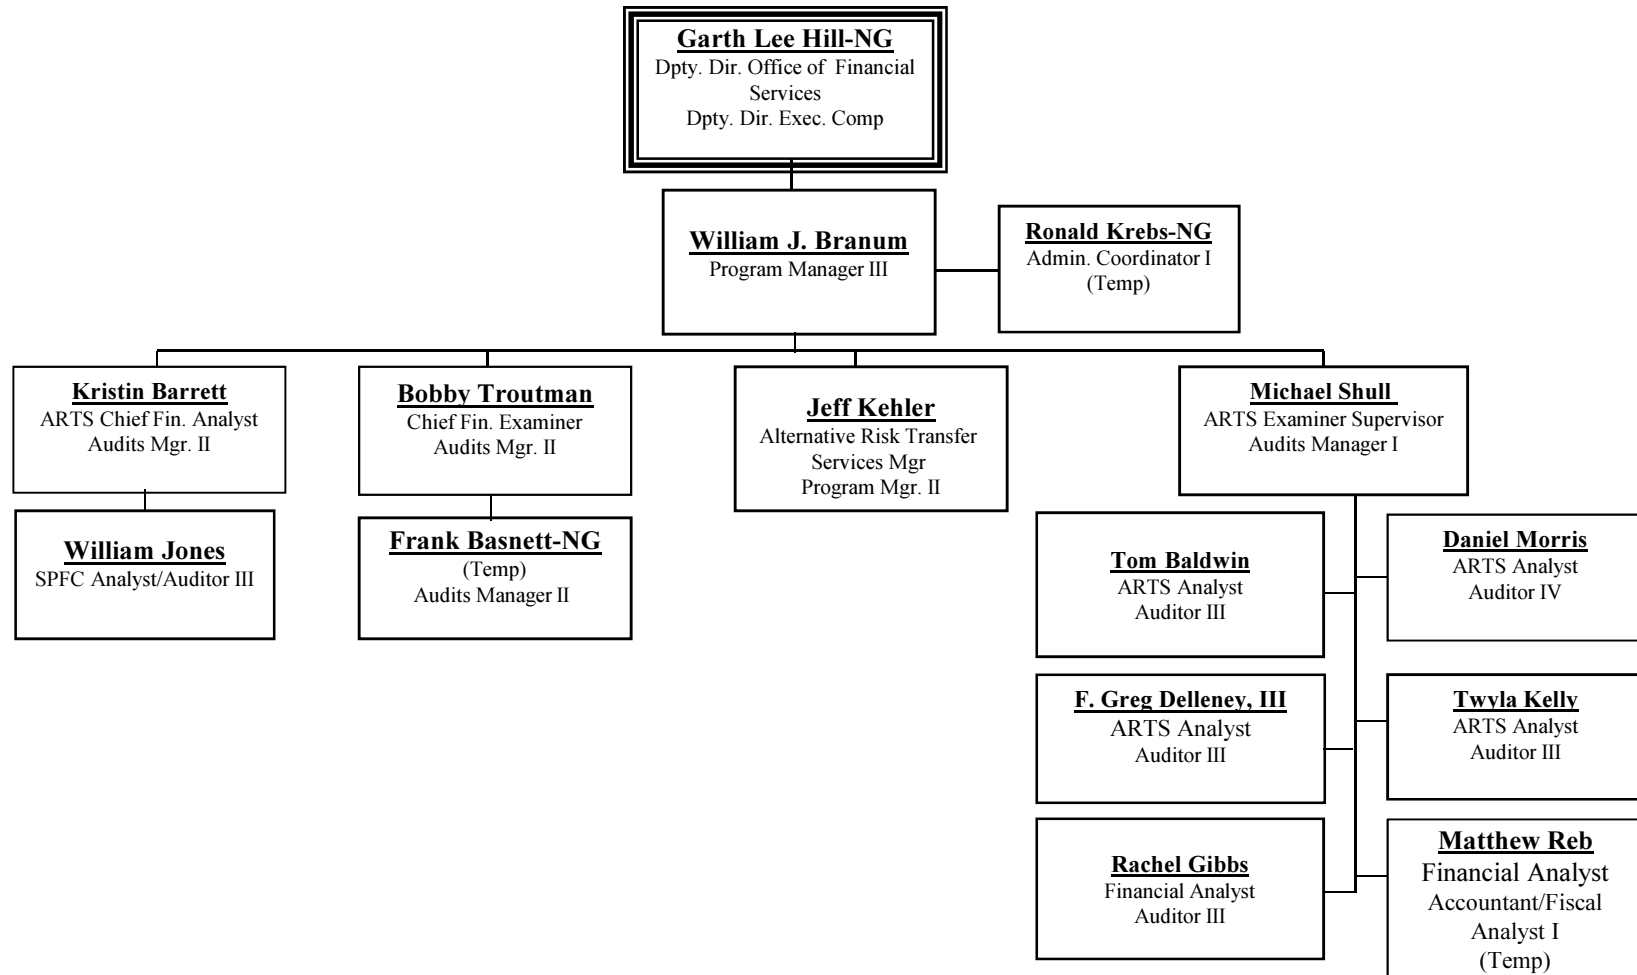 Garth Lee Hill-NG
Dpty. Dir. Office of Financial
Services
Dpty. Dir. Exec. Comp
William J. Branum
Program Manager III
Ronald Krebs-NG
Admin. Coordinator I
(Temp)
Kristin Barrett
ARTS Chief Fin. Analyst
Audits Mgr. II
Bobby Troutman
Chief Fin. Examiner
Audits Mgr. II
Jeff Kehler
Alternative Risk Transfer
Services Mgr
Program Mgr. II
Michael Shull
ARTS Examiner Supervisor
Audits Manager I
William Jones
SPFC Analyst/Auditor III
Frank Basnett-NG
(Temp)
Audits Manager II
Tom Baldwin
ARTS Analyst
Auditor III
Daniel Morris
ARTS Analyst
Auditor IV
F. Greg Delleney, III
ARTS Analyst
Auditor III
Twyla Kelly
ARTS Analyst
Auditor III
Rachel Gibbs
Financial Analyst
Auditor III
Matthew Reb
Financial Analyst
Accountant/Fiscal
Analyst I
(Temp)